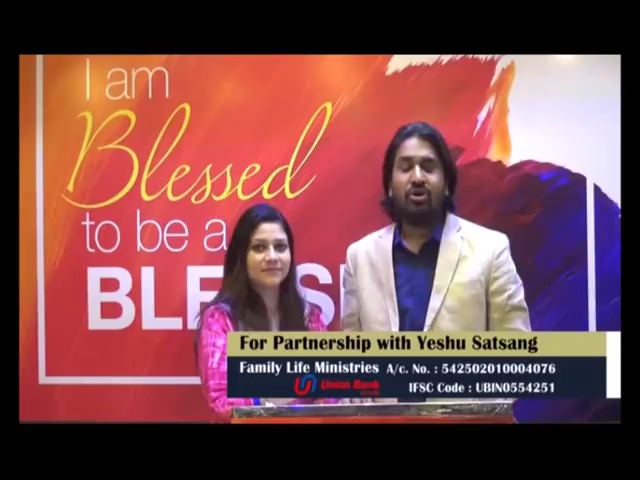 I am
Blessed
to be a
BLESSI
For Partnership with Yeshu Satsang
Family Life Ministries A/c. No. : 542502010004076
Union Bank IFSC Code : UBIN0554251